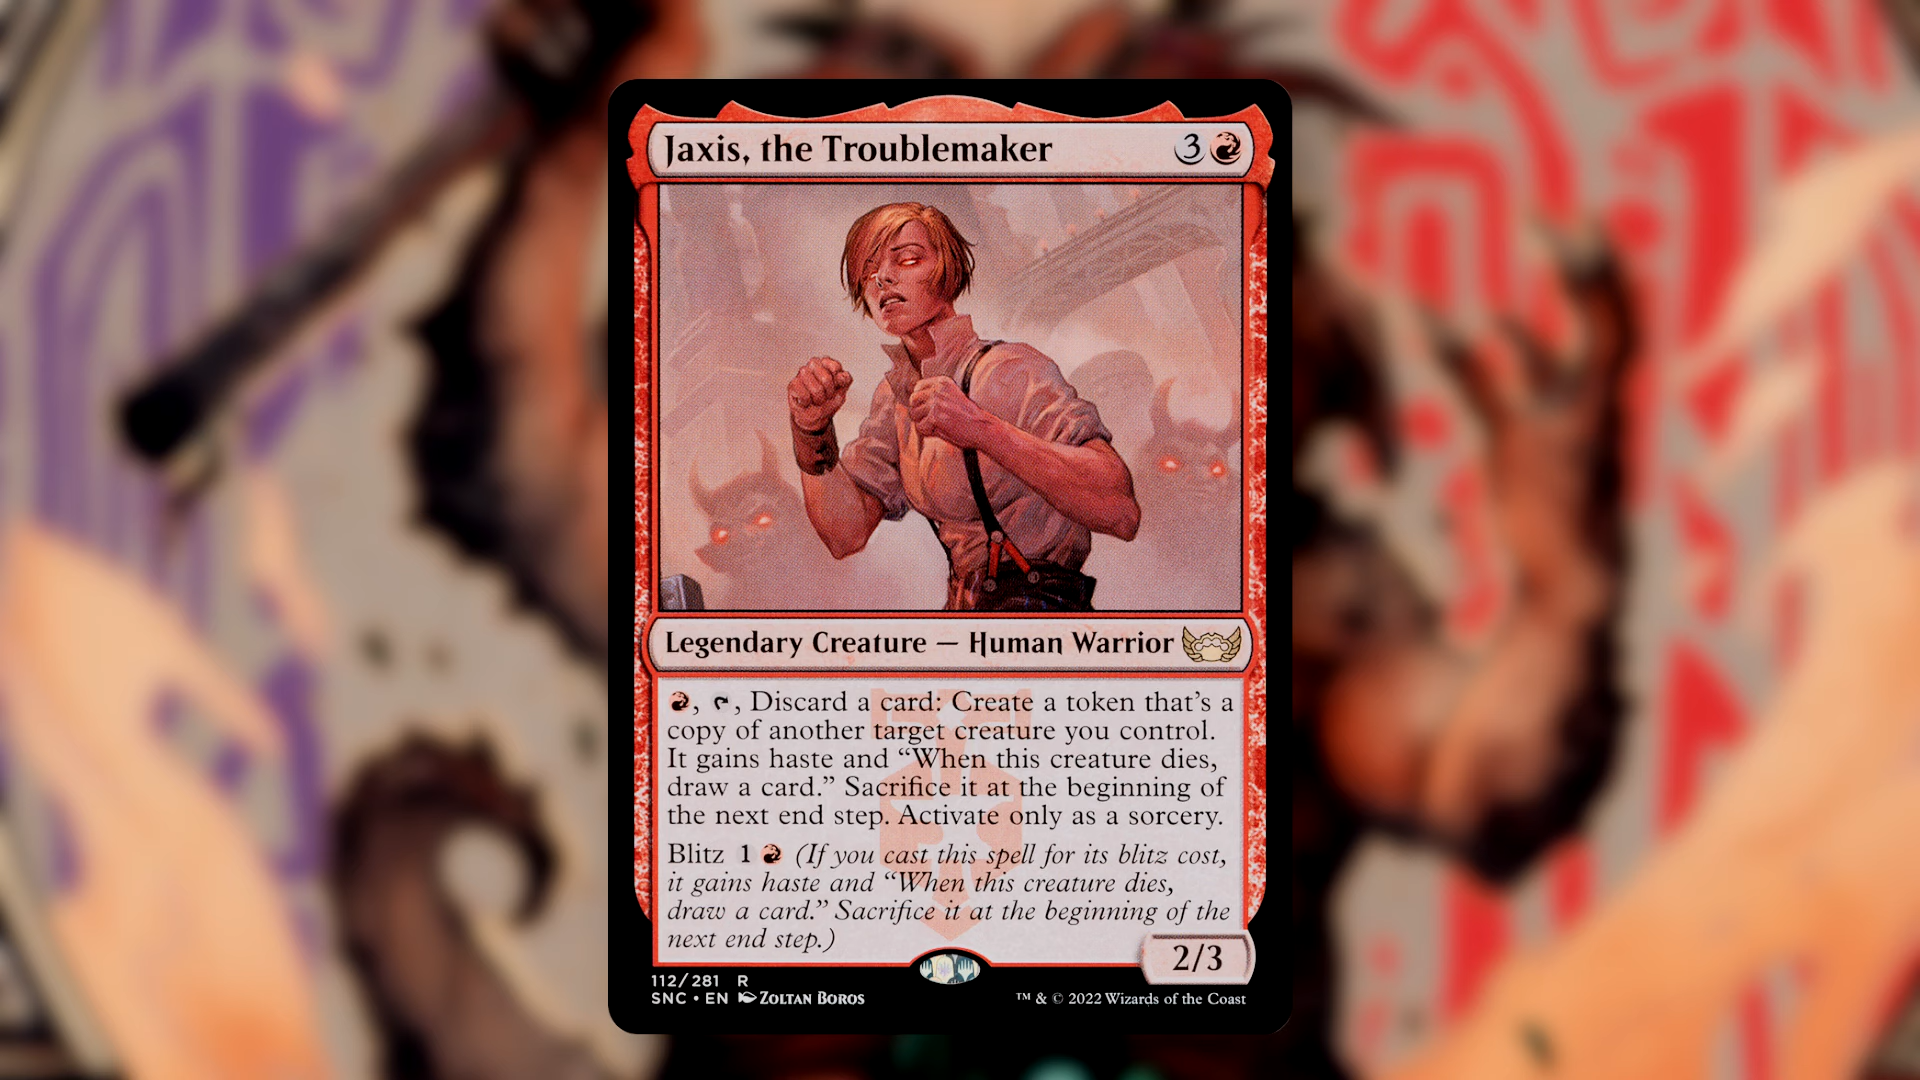 Jaxis, the Troublemaker 3
Legendary Creature — Human Warrior
, , Discard a card: Create a token that's a
copy of another target creature you control.
It gains haste and “When this creature dies,
draw a card.” Sacrifice it at the beginning of
the next end step. Activate only as a sorcery.
Blitz 1 (If you cast this spell for its blitz cost,
it gains haste and “When this creature dies,
draw a card.” Sacrifice it at the beginning of the
next end step.)
2/3
112/281 R
SNC • EN Zoltan Boros
™ & © 2022 Wizards of the Coast